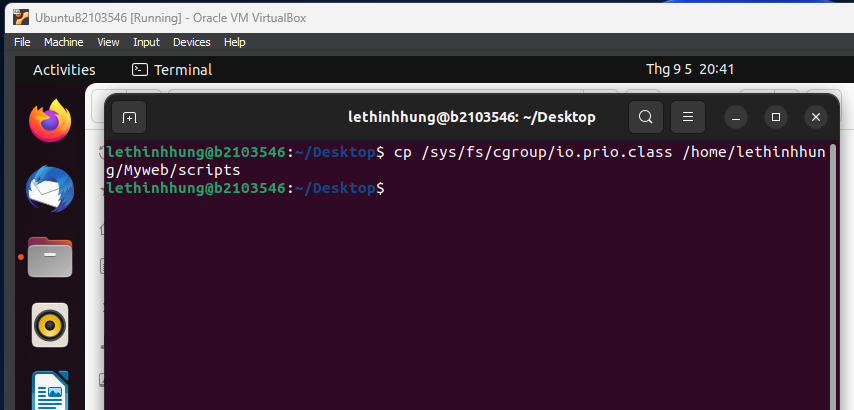 UbuntuB2103546 [Running] - Oracle VM VirtualBox
File Machine View Input Devices Help
Activities Terminal Thg 9 5 20:41
lethinhhung@b2103546: ~/Desktop
lethinhhung@b2103546:~/Desktop$ cp /sys/fs/cgroup/io.prio.class /home/lethinhhun
g/Myweb/scripts
lethinhhung@b2103546:~/Desktop$